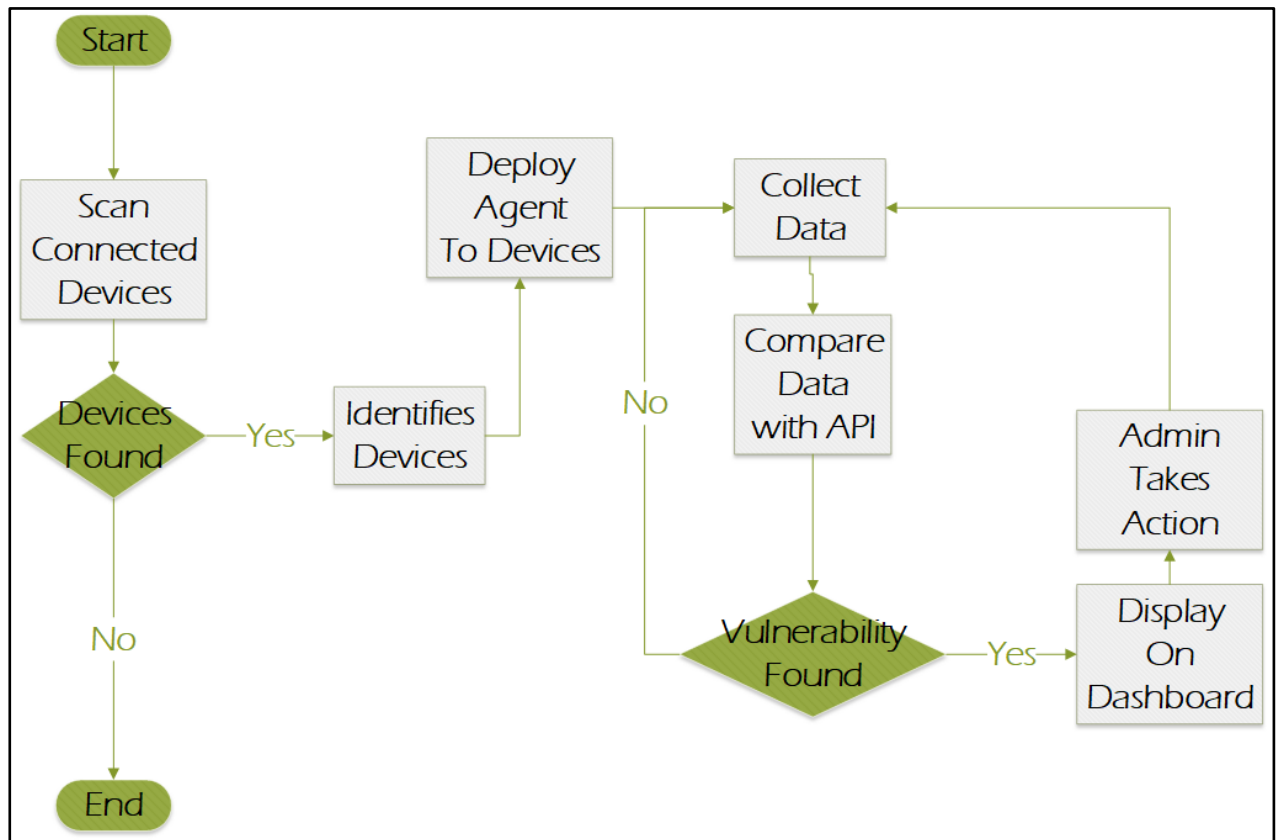 Start
Scan
Connected
Devices
Devices
Found
Yes
No
End
Identifies
Devices
Deploy
Agent
To Devices
Collect
Data
Compare
Data
with API
Vulnerability
Found
No
Yes
Display
On
Dashboard
Admin
Takes
Action